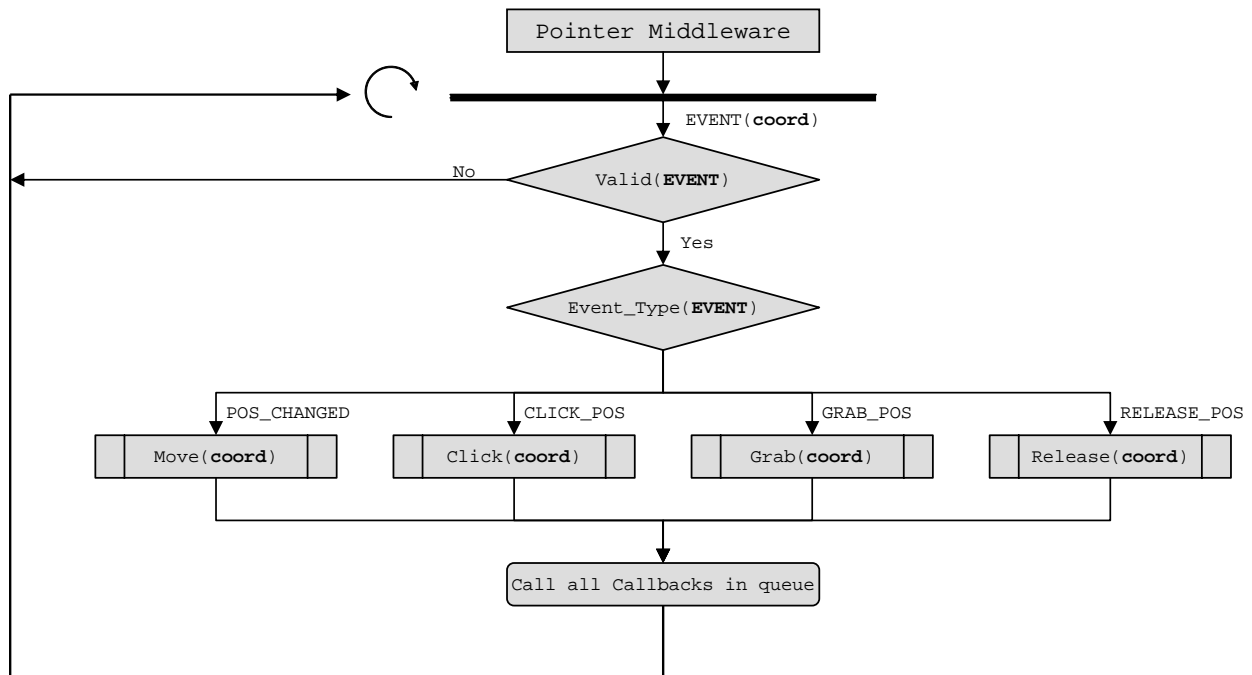 Pointer Middleware
EVENT(coord)
No
Valid(EVENT)
Yes
Event_Type(EVENT)
POS_CHANGED
CLICK_POS
GRAB_POS
RELEASE_POS
Move(coord)
Click(coord)
Grab(coord)
Release(coord)
Call all Callbacks in queue